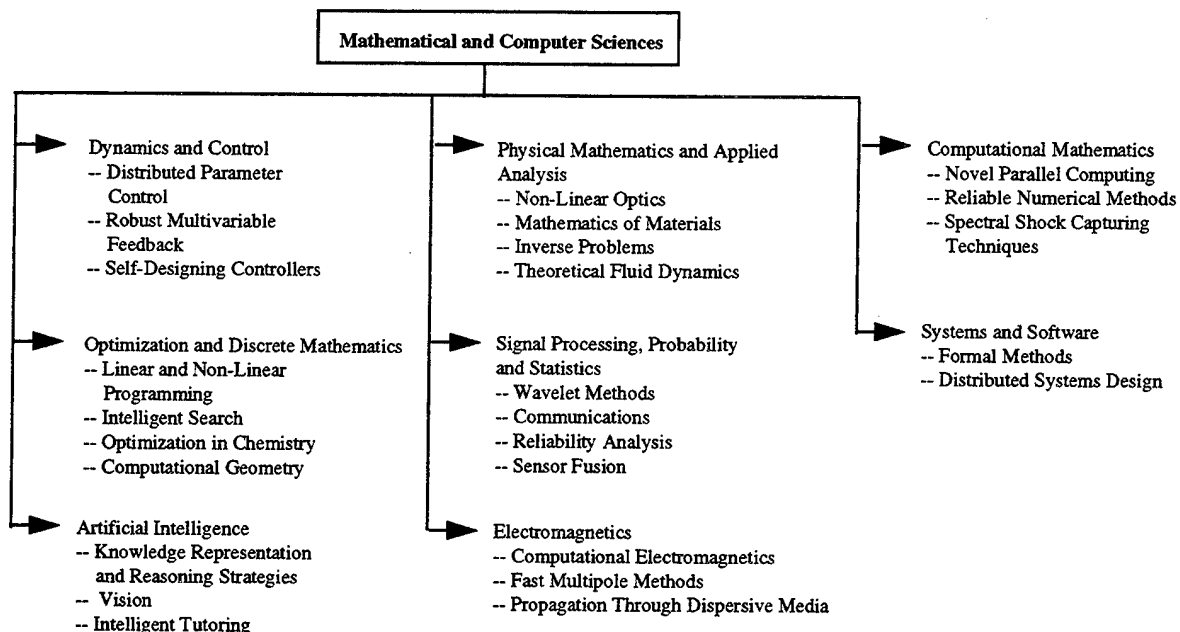 Mathematical and Computer Sciences
Dynamics and Control
-- Distributed Parameter
Control
-- Robust Multivariable
Feedback
-- Self-Designing Controllers
Optimization and Discrete Mathematics
-- Linear and Non-Linear
Programming
-- Intelligent Search
-- Optimization in Chemistry
-- Computational Geometry
Artificial Intelligence
-- Knowledge Representation
and Reasoning Strategies
-- Vision
-- Intelligent Tutoring
Physical Mathematics and Applied
Analysis
-- Non-Linear Optics
-- Mathematics of Materials
-- Inverse Problems
-- Theoretical Fluid Dynamics
Signal Processing, Probability
and Statistics
-- Wavelet Methods
-- Communications
-- Reliability Analysis
-- Sensor Fusion
Electromagnetics
-- Computational Electromagnetics
-- Fast Multipole Methods
-- Propagation Through Dispersive Media
Computational Mathematics
-- Novel Parallel Computing
-- Reliable Numerical Methods
-- Spectral Shock Capturing
Techniques
Systems and Software
-- Formal Methods
-- Distributed Systems Design